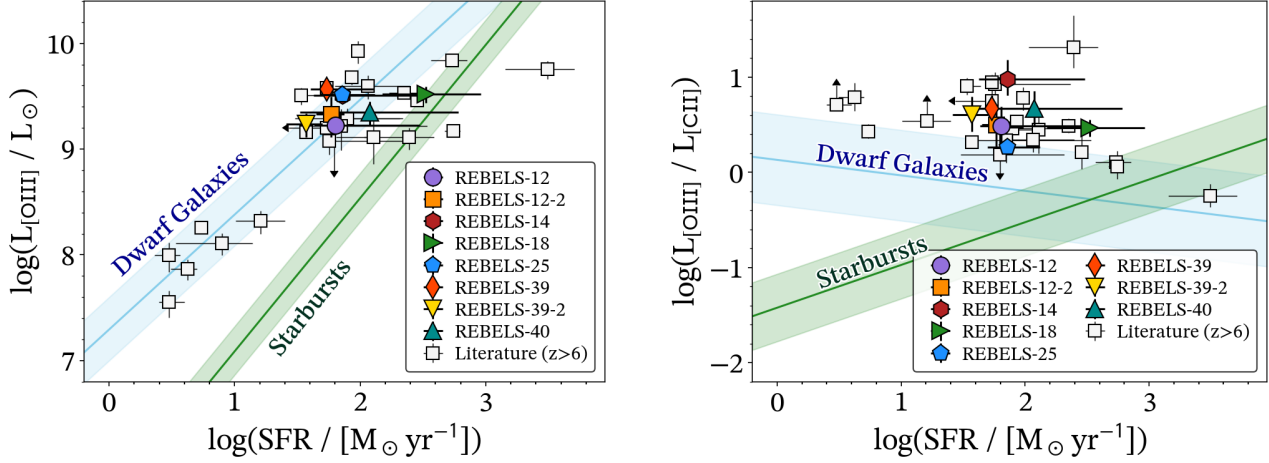 10
9
8
7
0
1
2
3
log(L[OIII] / L⊙)
log(SFR / [M⊙ yr⁻¹])
Dwarf Galaxies
Starbursts
REBELS-12
REBELS-12-2
REBELS-14
REBELS-18
REBELS-25
REBELS-39
REBELS-39-2
REBELS-40
Literature (z>6)
1
0
−1
−2
0
1
2
3
log(L[OIII] / L[CII])
log(SFR / [M⊙ yr⁻¹])
Dwarf Galaxies
Starbursts
REBELS-12
REBELS-12-2
REBELS-14
REBELS-18
REBELS-25
REBELS-39
REBELS-39-2
REBELS-40
Literature (z>6)